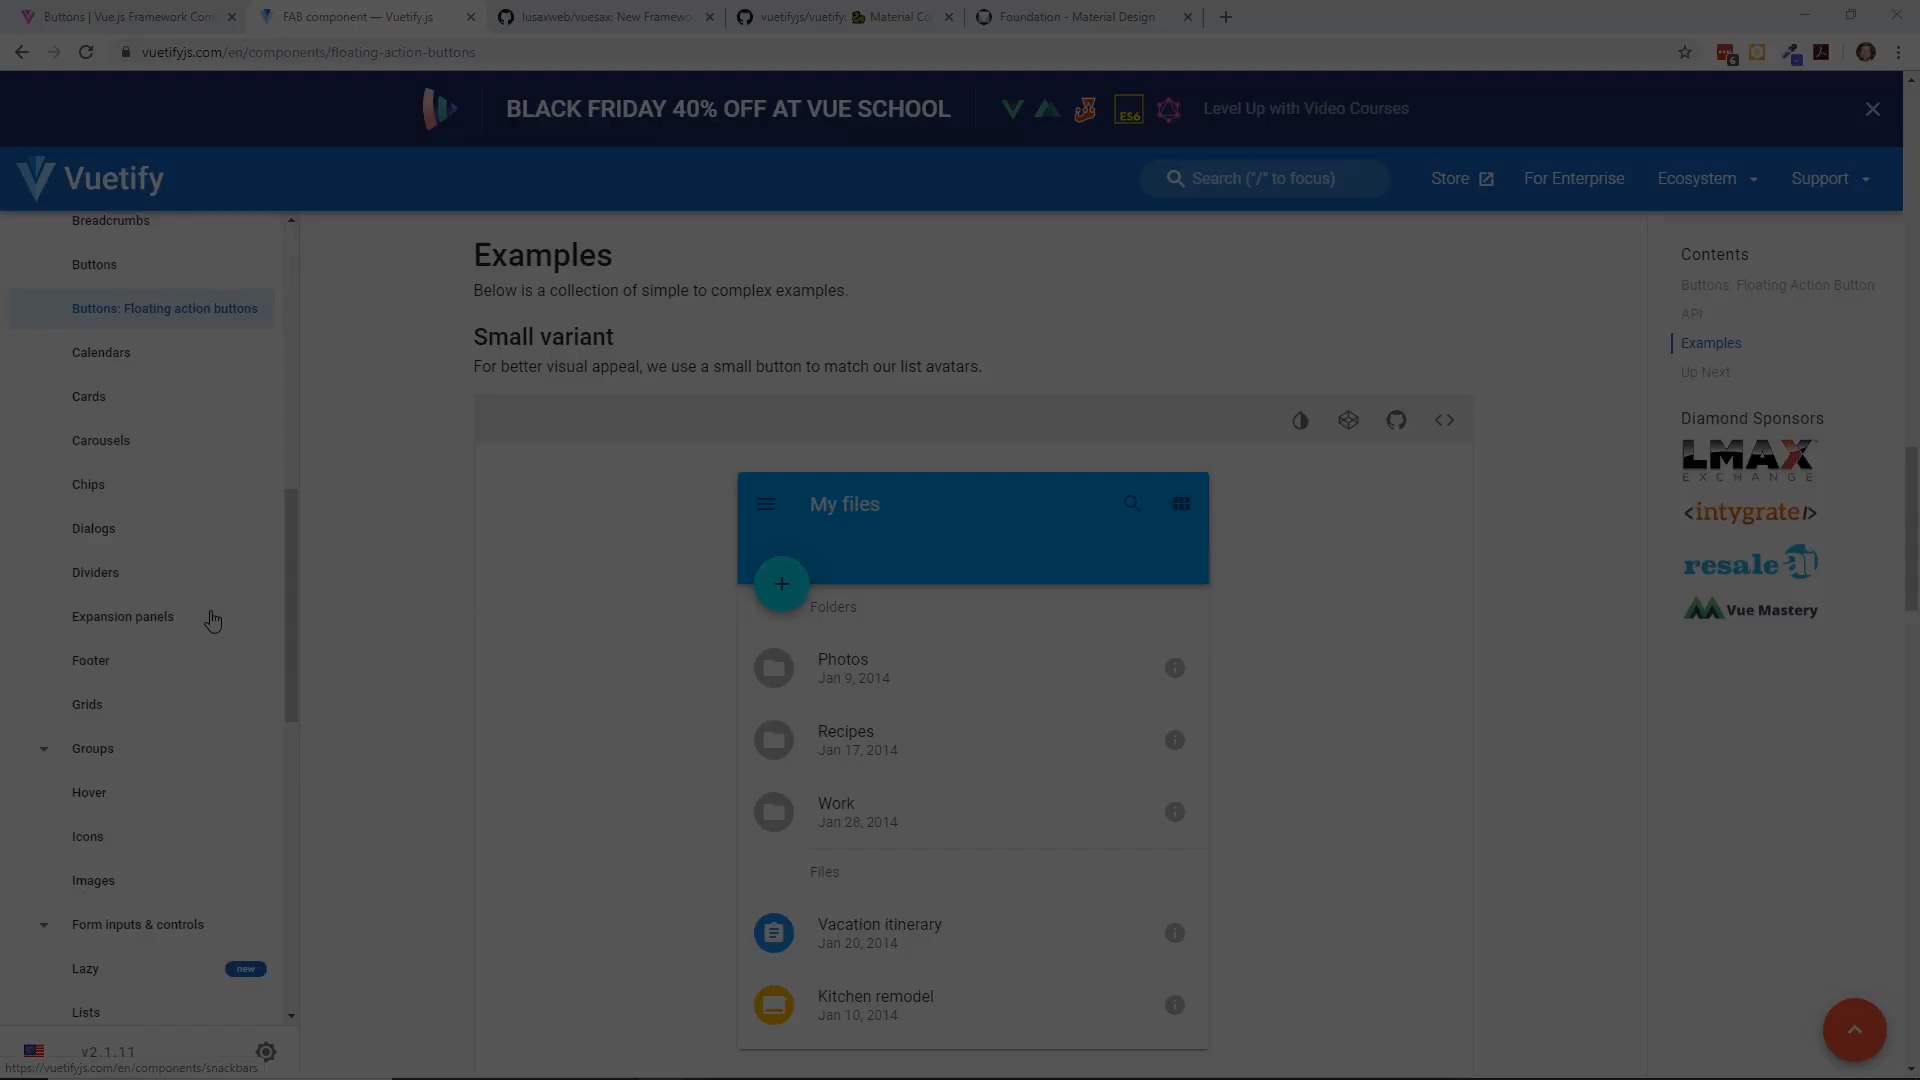 Buttons | Vue.js Framework Com
FAB component — Vuetify.js
lusaxweb/vuesax: New Framewo
vuetifyjs/vuetify: Material Co
Foundation - Material Design
vuetifyjs.com/en/components/floating-action-buttons
6
BLACK FRIDAY 40% OFF AT VUE SCHOOL
ES6
Level Up with Video Courses
Vuetify
Search ("/" to focus)
Store
For Enterprise
Ecosystem
Support
Breadcrumbs
Buttons
Buttons: Floating action buttons
Calendars
Cards
Carousels
Chips
Dialogs
Dividers
Expansion panels
Footer
Grids
Groups
Hover
Icons
Images
Form inputs & controls
Lazy
new
Lists
v2.1.11
https://vuetifyjs.com/en/components/snackbars
Examples
Below is a collection of simple to complex examples.
Small variant
For better visual appeal, we use a small button to match our list avatars.
My files
Folders
Photos
Jan 9, 2014
Recipes
Jan 17, 2014
Work
Jan 28, 2014
Files
Vacation itinerary
Jan 20, 2014
Kitchen remodel
Jan 10, 2014
Contents
Buttons: Floating Action Button
API
Examples
Up Next
Diamond Sponsors
LMAX
EXCHANGE
<intygrate/>
resale ai
Vue Mastery